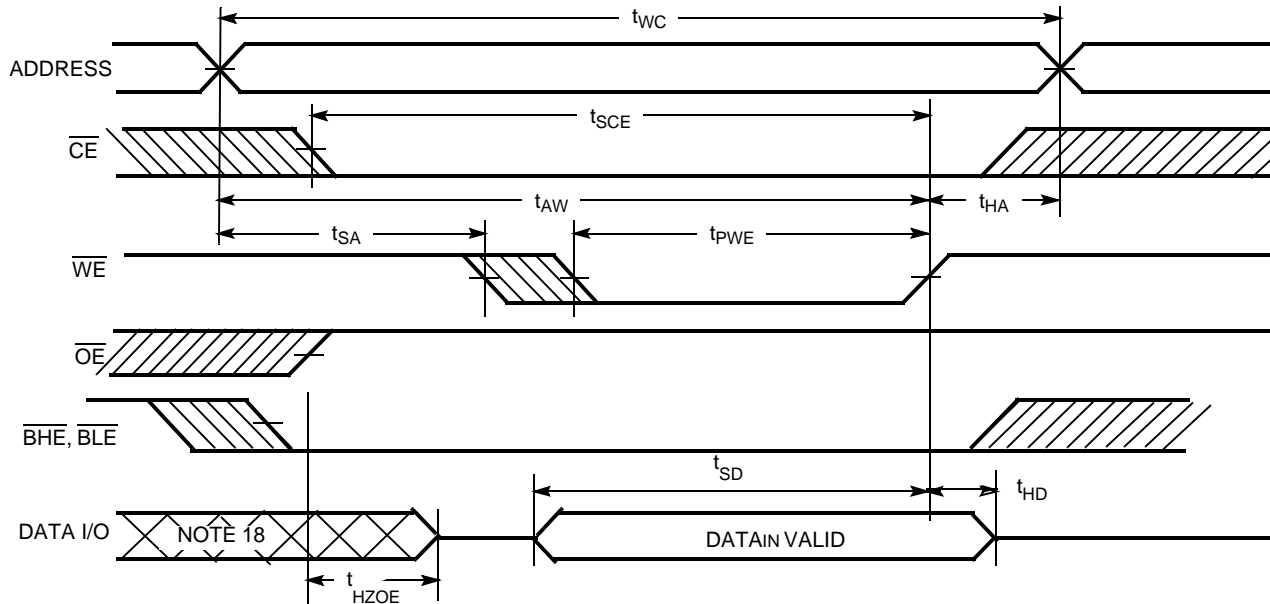 tWC
ADDRESS
tSCE
CE
tAW
tHA
tSA
tPWE
WE
OE
BHE, BLE
tSD
tHD
DATA I/O
NOTE 18
DATAIN VALID
tHZOE